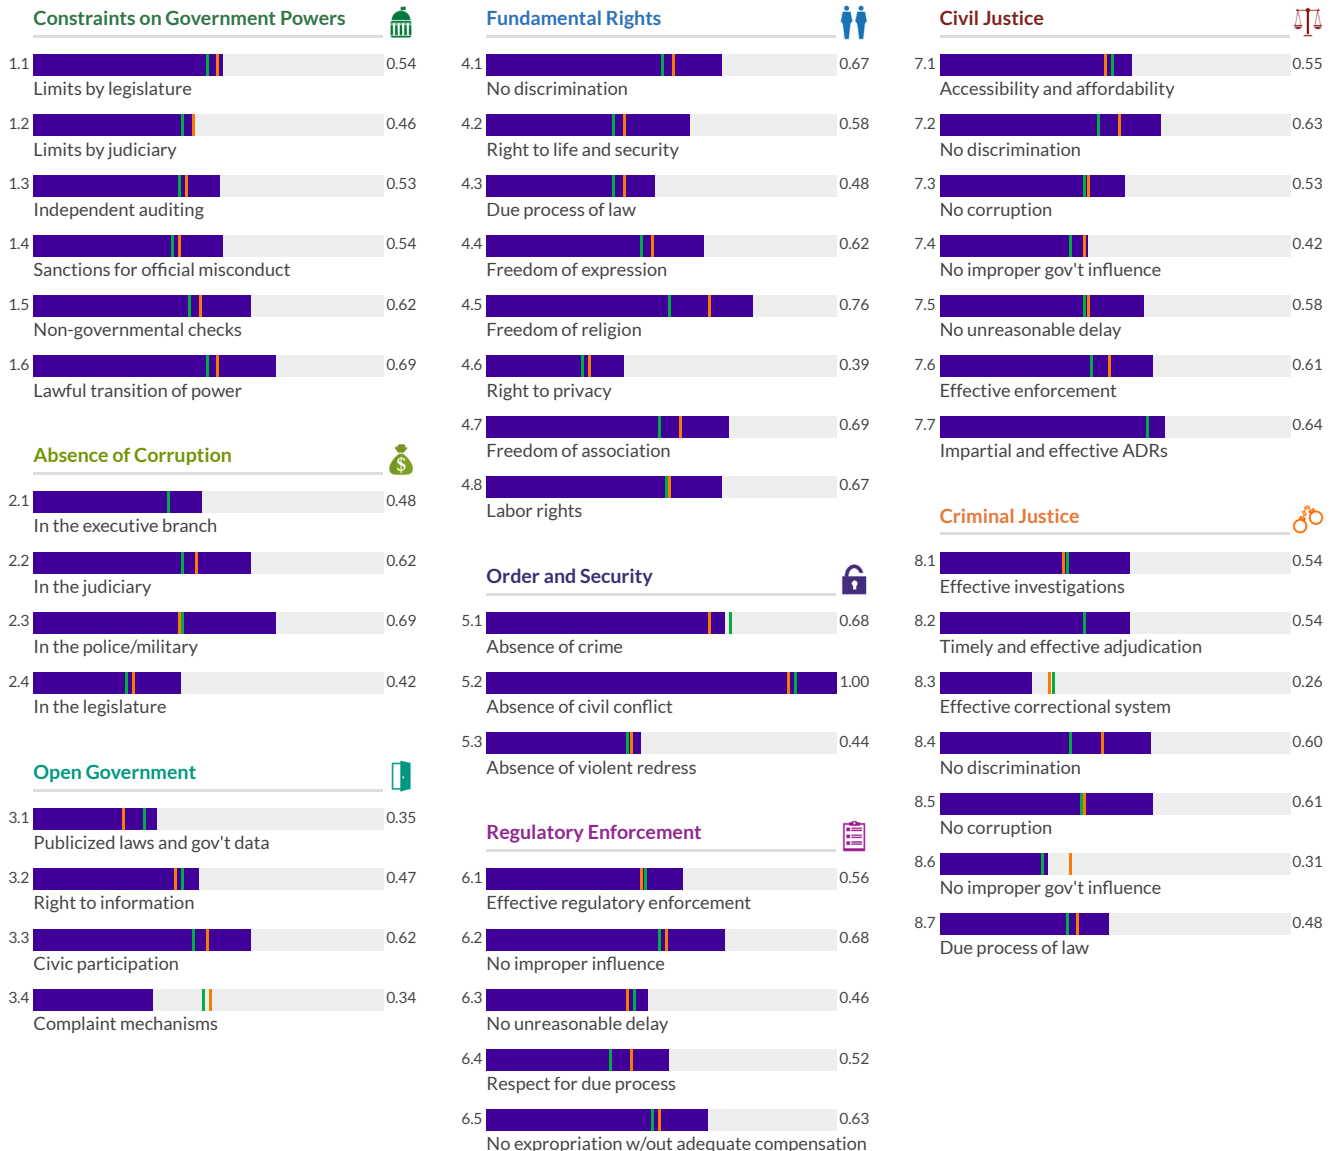 Constraints on Government Powers
1.1 0.54
Limits by legislature
1.2 0.46
Limits by judiciary
1.3 0.53
Independent auditing
1.4 0.54
Sanctions for official misconduct
1.5 0.62
Non-governmental checks
1.6 0.69
Lawful transition of power
Absence of Corruption
$
2.1 0.48
In the executive branch
2.2 0.62
In the judiciary
2.3 0.69
In the police/military
2.4 0.42
In the legislature
Open Government
3.1 0.35
Publicized laws and gov't data
3.2 0.47
Right to information
3.3 0.62
Civic participation
3.4 0.34
Complaint mechanisms
Fundamental Rights
4.1 0.67
No discrimination
4.2 0.58
Right to life and security
4.3 0.48
Due process of law
4.4 0.62
Freedom of expression
4.5 0.76
Freedom of religion
4.6 0.39
Right to privacy
4.7 0.69
Freedom of association
4.8 0.67
Labor rights
Order and Security
5.1 0.68
Absence of crime
5.2 1.00
Absence of civil conflict
5.3 0.44
Absence of violent redress
Regulatory Enforcement
6.1 0.56
Effective regulatory enforcement
6.2 0.68
No improper influence
6.3 0.46
No unreasonable delay
6.4 0.52
Respect for due process
6.5 0.63
No expropriation w/out adequate compensation
Civil Justice
7.1 0.55
Accessibility and affordability
7.2 0.63
No discrimination
7.3 0.53
No corruption
7.4 0.42
No improper gov't influence
7.5 0.58
No unreasonable delay
7.6 0.61
Effective enforcement
7.7 0.64
Impartial and effective ADRs
Criminal Justice
8.1 0.54
Effective investigations
8.2 0.54
Timely and effective adjudication
8.3 0.26
Effective correctional system
8.4 0.60
No discrimination
8.5 0.61
No corruption
8.6 0.31
No improper gov't influence
8.7 0.48
Due process of law